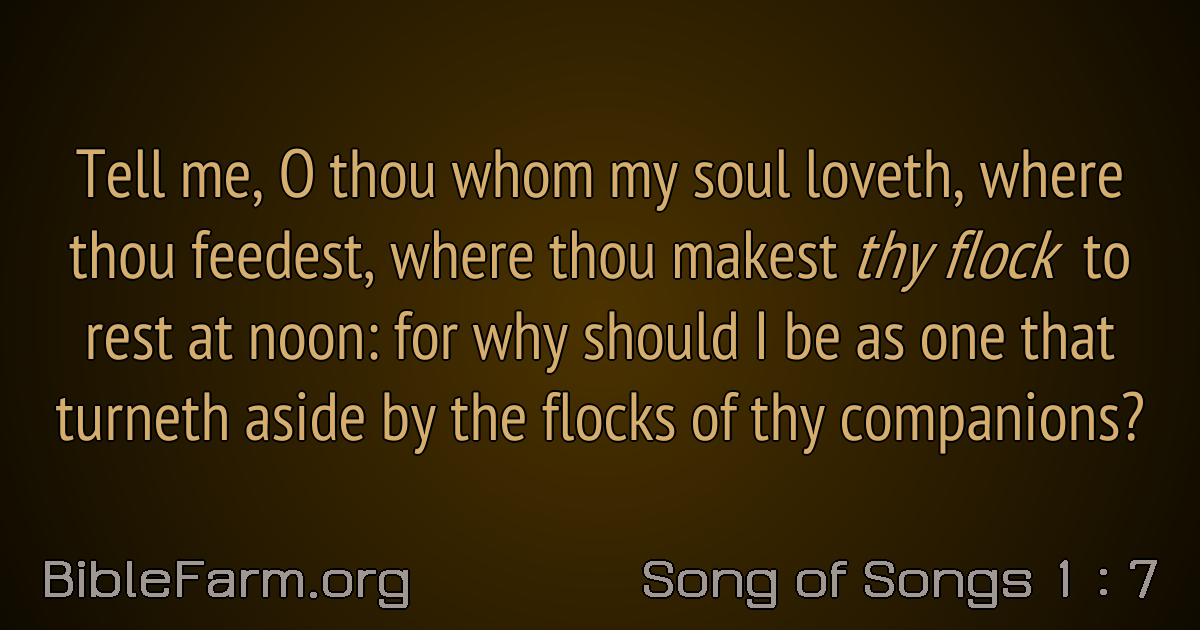 Tell me, O thou whom my soul loveth, where
thou feedest, where thou makest thy flock to
rest at noon: for why should I be as one that
turneth aside by the flocks of thy companions?
BibleFarm.org
Song of Songs 1 : 7